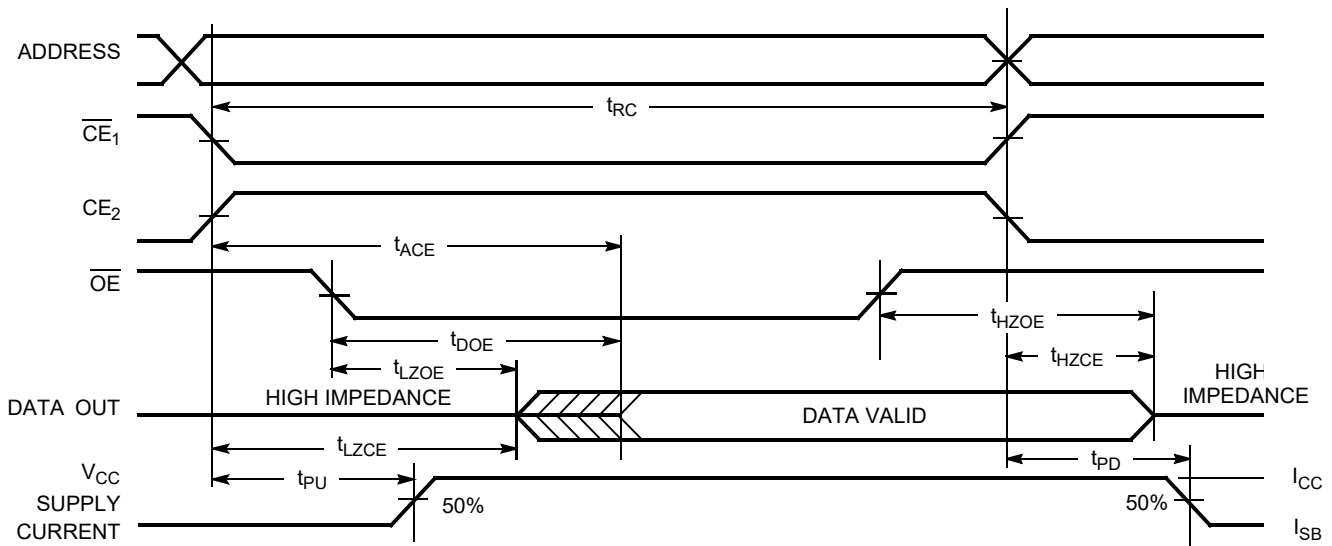 ADDRESS
tRC
CE1
CE2
tACE
OE
tHZOE
tDOE
tHZCE
tLZOE
HIGH IMPEDANCE
HIGH
IMPEDANCE
DATA OUT
DATA VALID
tLZCE
tPD
VCC
SUPPLY
CURRENT
tPU
50%
50%
ICC
ISB